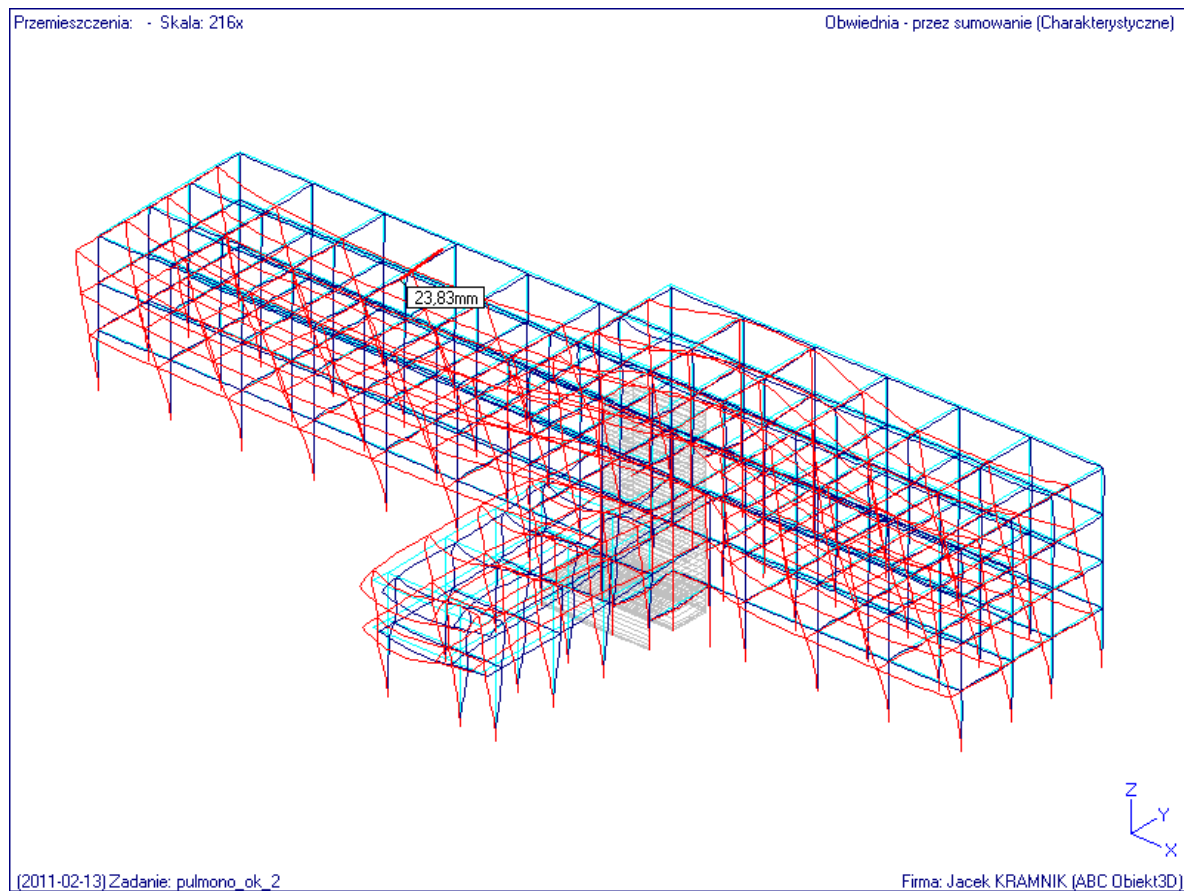 Przemieszczenia:  - Skala: 216x
Obwiednia - przez sumowanie (Charakterystyczne)
23,83mm
Z
Y
X
(2011-02-13) Zadanie: pulmono_ok_2
Firma: Jacek KRAMNIK (ABC Obiekt3D)